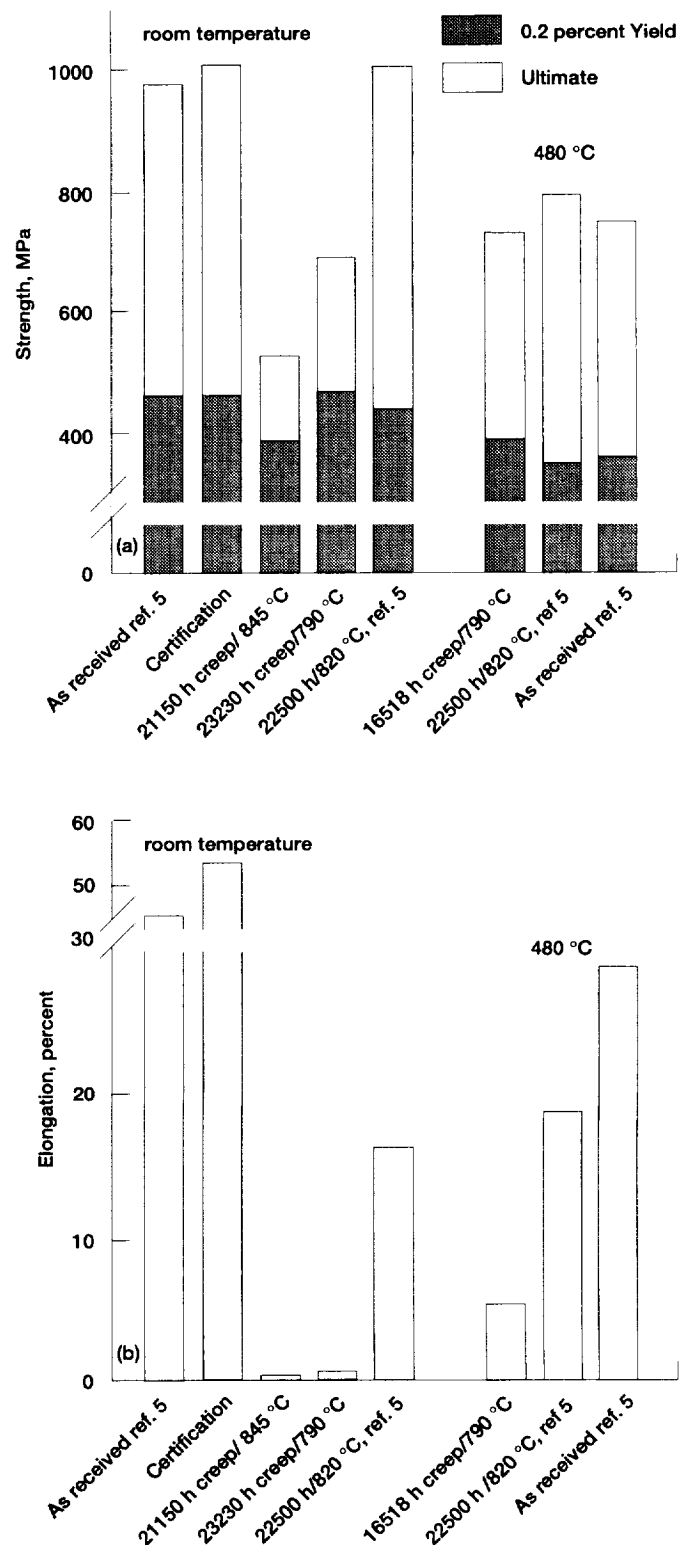 room temperature
0.2 percent Yield
Ultimate
480 °C
1000
800
600
400
0
Strength, MPa
(a)
As received ref. 5
Certification
21150 h creep/ 845 °C
23230 h creep/790 °C
22500 h/820 °C, ref. 5
16518 h creep/790 °C
22500 h/820 °C, ref 5
As received ref. 5
room temperature
480 °C
60
50
30
20
10
0
Elongation, percent
(b)
As received ref. 5
Certification
21150 h creep/ 845 °C
23230 h creep/790 °C
22500 h/820 °C, ref. 5
16518 h creep/790 °C
22500 h /820 °C, ref 5
As received ref. 5